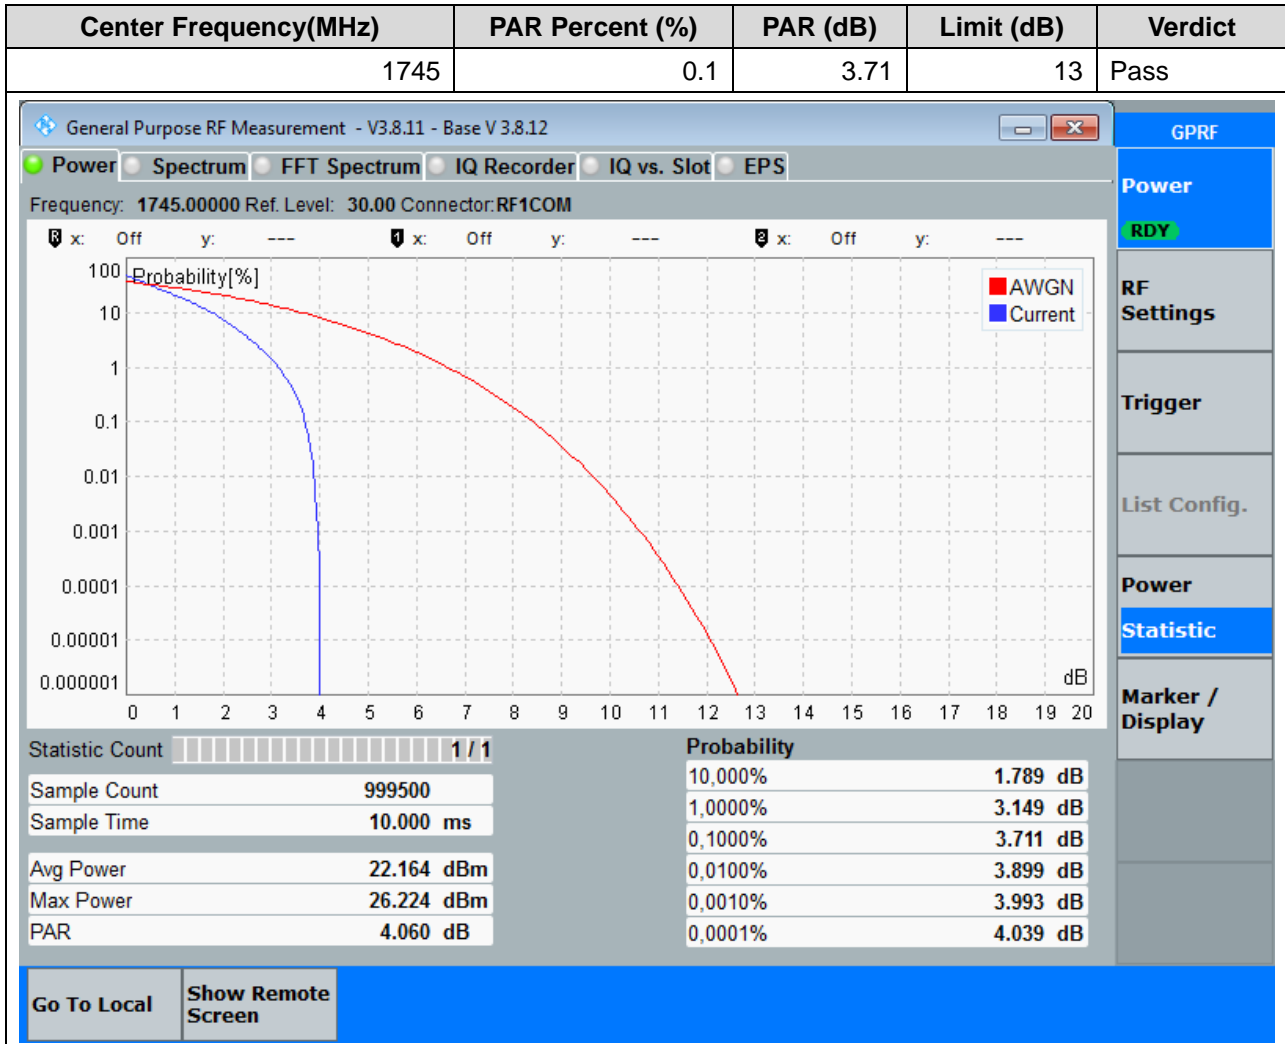 Center Frequency(MHz) PAR Percent (%) PAR (dB) Limit (dB) Verdict
1745 0.1 3.71 13 Pass
General Purpose RF Measurement - V3.8.11 - Base V 3.8.12
GPRF
Power Spectrum FFT Spectrum IQ Recorder IQ vs. Slot EPS
Power
RDY
Frequency: 1745.00000 Ref. Level: 30.00 Connector:RF1COM
R x: Off y: --- 1 x: Off y: --- 2 x: Off y: ---
Probability[%]
AWGN
Current
100
10
1
0.1
0.01
0.001
0.0001
0.00001
0.000001
dB
0 1 2 3 4 5 6 7 8 9 10 11 12 13 14 15 16 17 18 19 20
RF
Settings
Trigger
List Config.
Power
Statistic
Marker /
Display
Statistic Count 1 / 1
Sample Count 999500
Sample Time 10.000 ms
Avg Power 22.164 dBm
Max Power 26.224 dBm
PAR 4.060 dB
Probability
10,000% 1.789 dB
1,0000% 3.149 dB
0,1000% 3.711 dB
0,0100% 3.899 dB
0,0010% 3.993 dB
0,0001% 4.039 dB
Go To Local
Show Remote
Screen